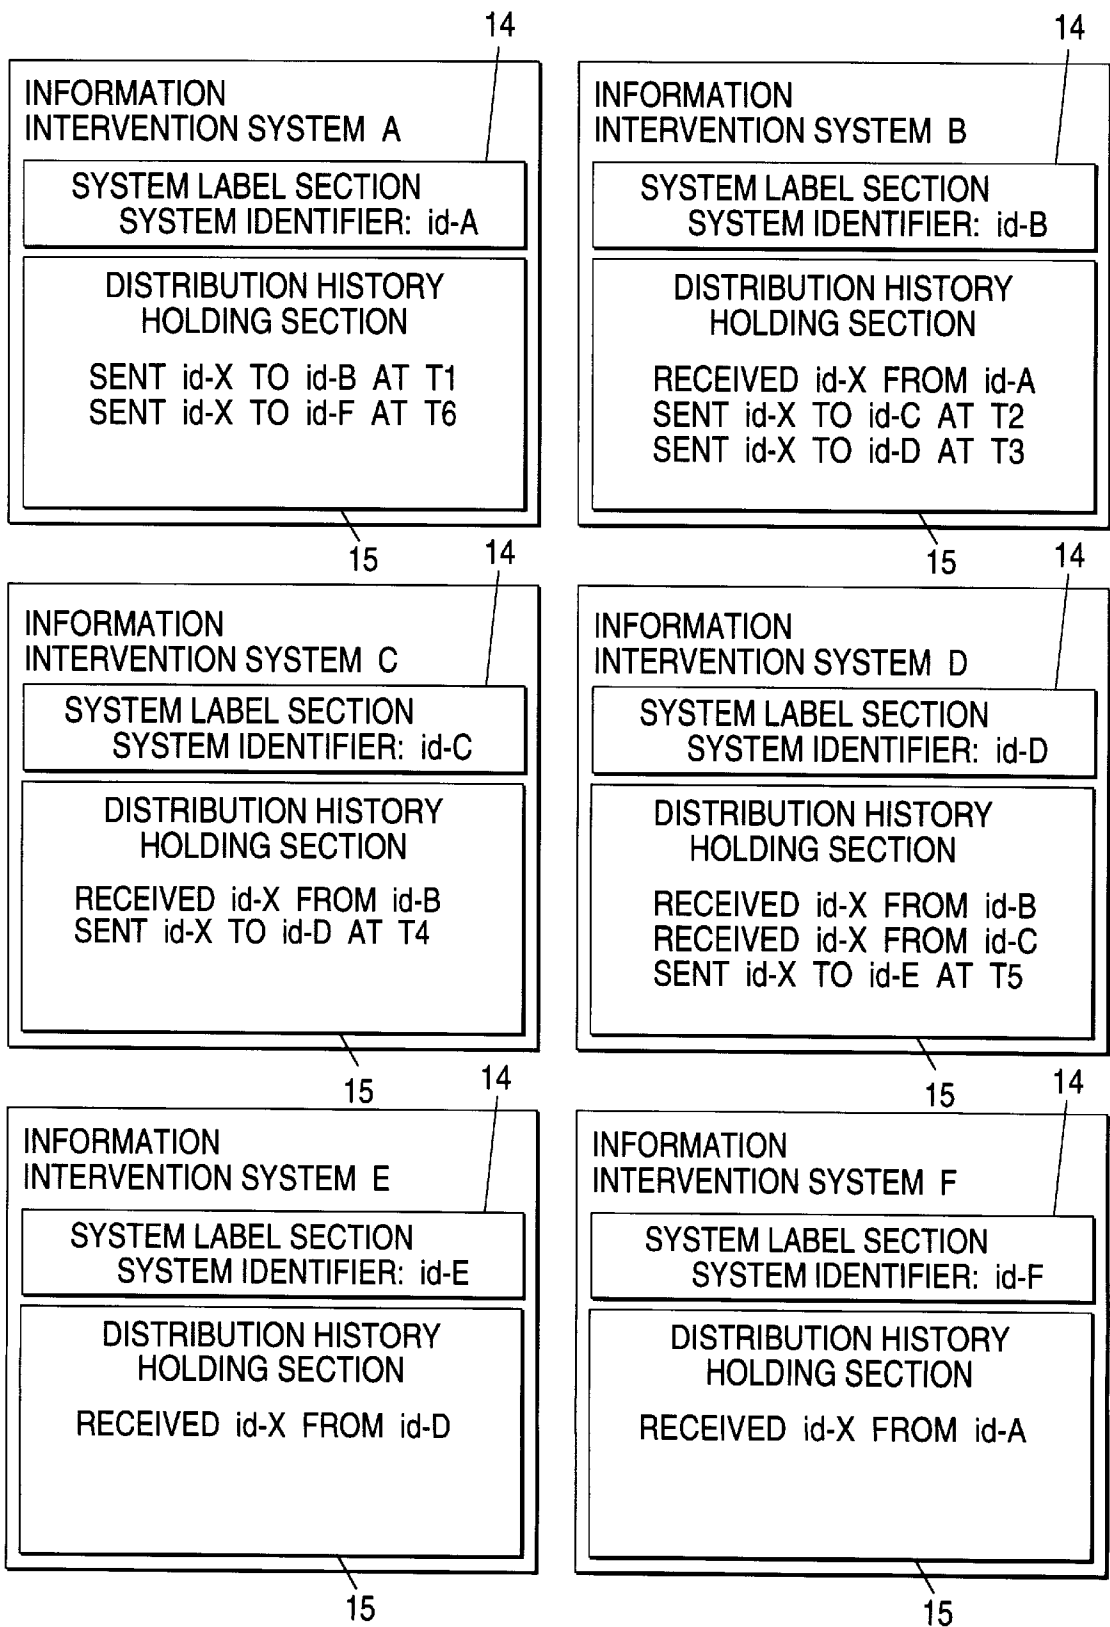 14
INFORMATION
INTERVENTION SYSTEM A
SYSTEM LABEL SECTION
SYSTEM IDENTIFIER: id-A
DISTRIBUTION HISTORY
HOLDING SECTION
SENT id-X TO id-B AT T1
SENT id-X TO id-F AT T6
15
14
INFORMATION
INTERVENTION SYSTEM B
SYSTEM LABEL SECTION
SYSTEM IDENTIFIER: id-B
DISTRIBUTION HISTORY
HOLDING SECTION
RECEIVED id-X FROM id-A
SENT id-X TO id-C AT T2
SENT id-X TO id-D AT T3
15
14
INFORMATION
INTERVENTION SYSTEM C
SYSTEM LABEL SECTION
SYSTEM IDENTIFIER: id-C
DISTRIBUTION HISTORY
HOLDING SECTION
RECEIVED id-X FROM id-B
SENT id-X TO id-D AT T4
15
14
INFORMATION
INTERVENTION SYSTEM D
SYSTEM LABEL SECTION
SYSTEM IDENTIFIER: id-D
DISTRIBUTION HISTORY
HOLDING SECTION
RECEIVED id-X FROM id-B
RECEIVED id-X FROM id-C
SENT id-X TO id-E AT T5
15
14
INFORMATION
INTERVENTION SYSTEM E
SYSTEM LABEL SECTION
SYSTEM IDENTIFIER: id-E
DISTRIBUTION HISTORY
HOLDING SECTION
RECEIVED id-X FROM id-D
15
14
INFORMATION
INTERVENTION SYSTEM F
SYSTEM LABEL SECTION
SYSTEM IDENTIFIER: id-F
DISTRIBUTION HISTORY
HOLDING SECTION
RECEIVED id-X FROM id-A
15